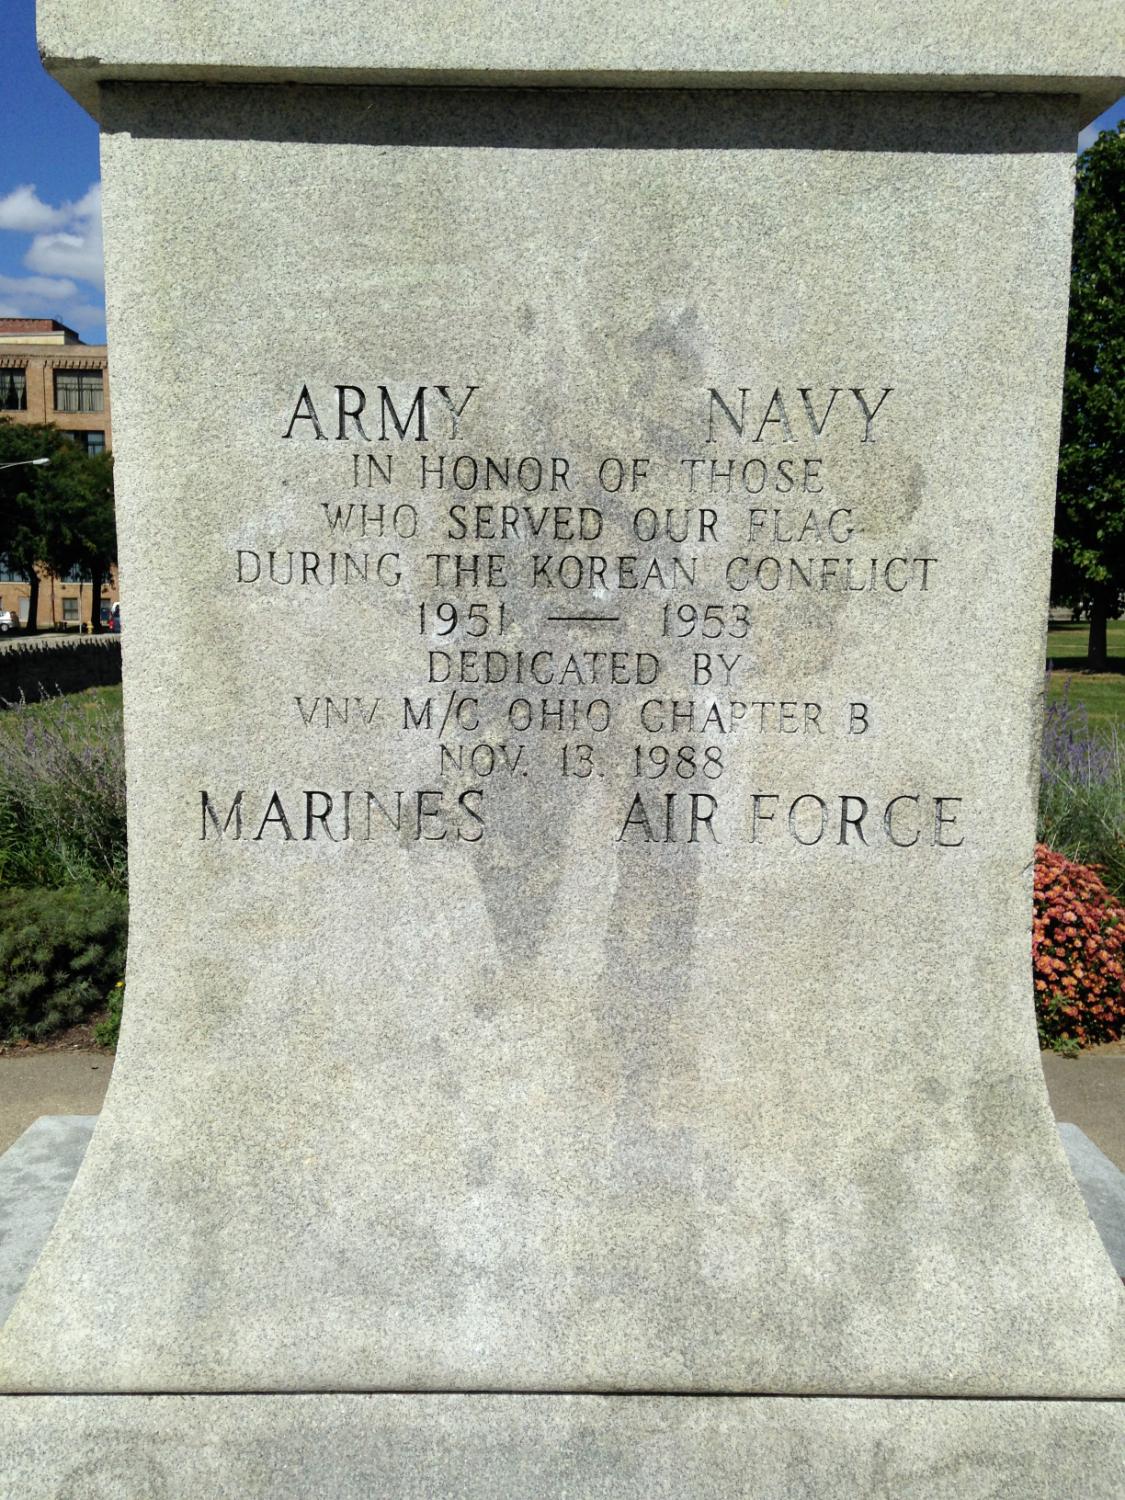 ARMY NAVY
IN HONOR OF THOSE
WHO SERVED OUR FLAG
DURING THE KOREAN CONFLICT
1951 — 1953
DEDICATED BY
VNV M/C OHIO CHAPTER B
NOV. 13. 1988
MARINES AIR FORCE